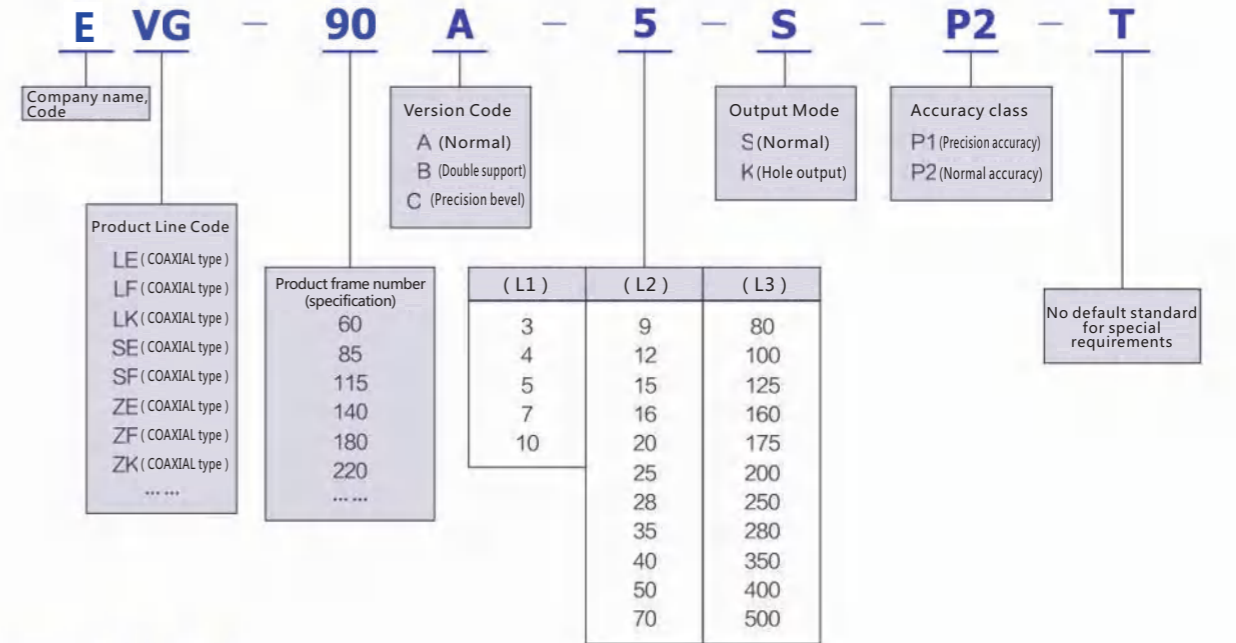 E VG - 90 A - 5 - S - P2 - T
Company name,
Code
Version Code
A (Normal)
B (Double support)
C (Precision bevel)
Output Mode
S (Normal)
K (Hole output)
Accuracy class
P1 (Precision accuracy)
P2 (Normal accuracy)
Product Line Code
LE ( COAXIAL type )
LF ( COAXIAL type )
LK ( COAXIAL type )
SE ( COAXIAL type )
SF ( COAXIAL type )
ZE ( COAXIAL type )
ZF ( COAXIAL type )
ZK ( COAXIAL type )
... ...
Product frame number
(specification)
60
85
115
140
180
220
... ...
( L1 ) ( L2 ) ( L3 )
3 9 80
4 12 100
5 15 125
7 16 160
10 20 175
25 200
28 250
35 280
40 350
50 400
70 500
No default standard
for special
requirements